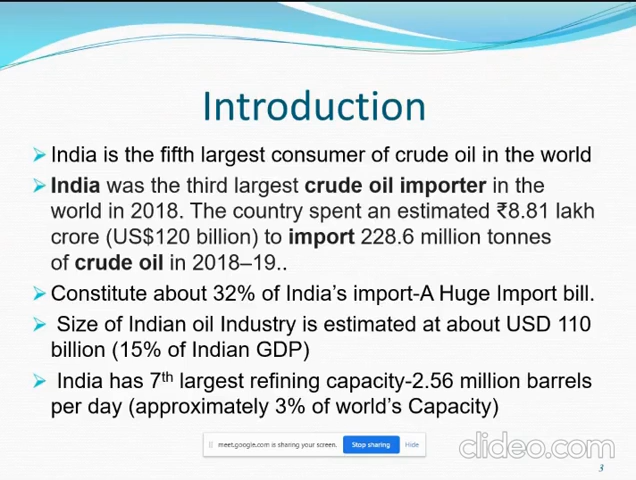 Introduction
India is the fifth largest consumer of crude oil in the world
India was the third largest crude oil importer in the
world in 2018. The country spent an estimated ₹8.81 lakh
crore (US$120 billion) to import 228.6 million tonnes
of crude oil in 2018–19..
Constitute about 32% of India's import-A Huge Import bill.
Size of Indian oil Industry is estimated at about USD 110
billion (15% of Indian GDP)
India has 7th largest refining capacity-2.56 million barrels
per day (approximately 3% of world's Capacity)
meet.google.com is sharing your screen. Stop sharing Hide
clideo.com
3